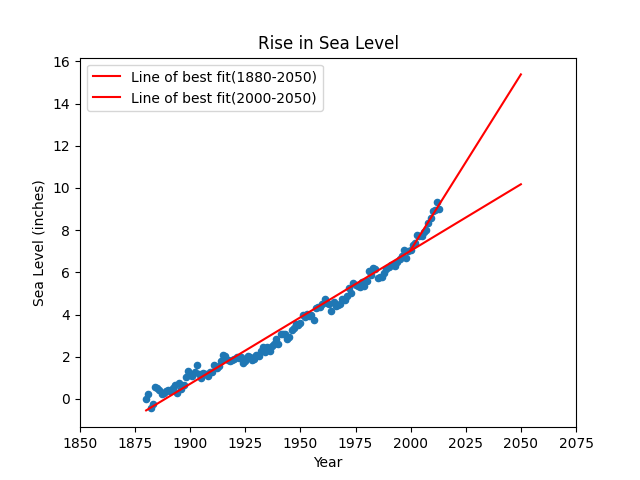 Rise in Sea Level
Line of best fit(1880-2050)
Line of best fit(2000-2050)
Sea Level (inches)
16
14
12
10
8
6
4
2
0
1850 1875 1900 1925 1950 1975 2000 2025 2050 2075
Year